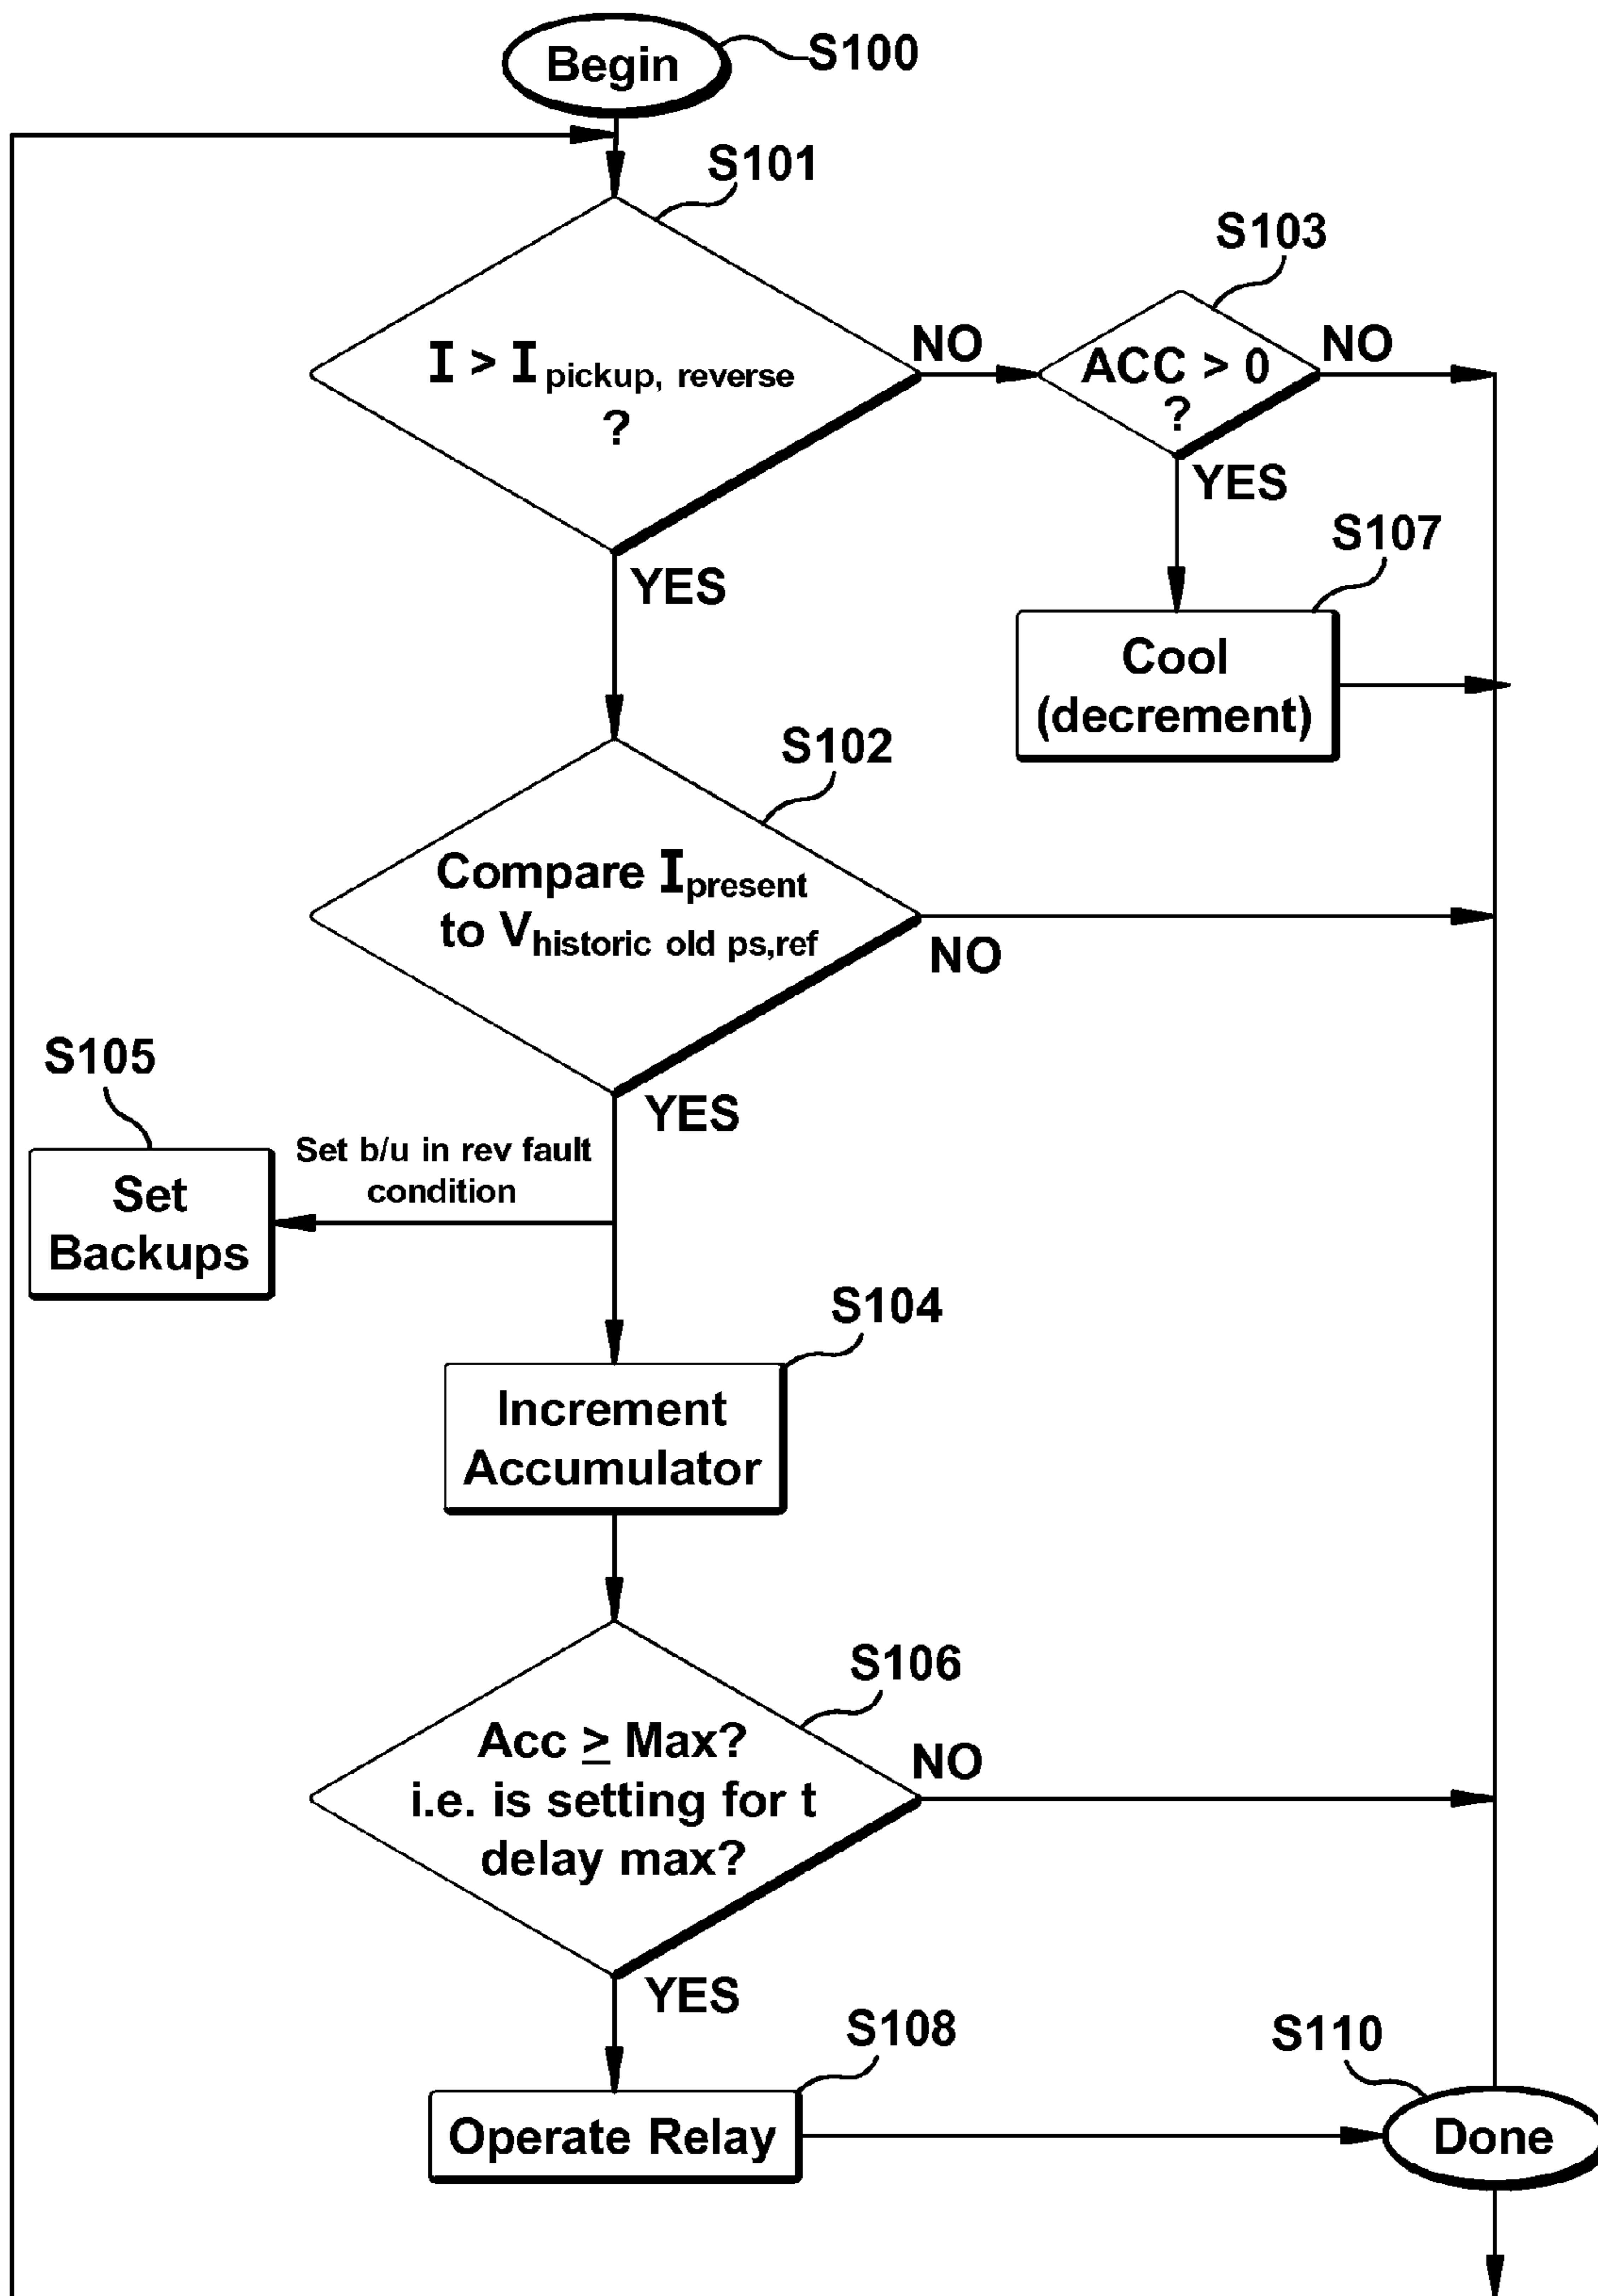 Begin
S100
S101
S103
I > I pickup, reverse
?
NO
ACC > 0
?
NO
YES
S107
YES
Cool
(decrement)
S102
Compare Ipresent
to Vhistoric old ps,ref
NO
S105
YES
Set b/u in rev fault
condition
Set
Backups
S104
Increment
Accumulator
S106
Acc ≥ Max?
i.e. is setting for t
delay max?
NO
YES
S108
S110
Operate Relay
Done